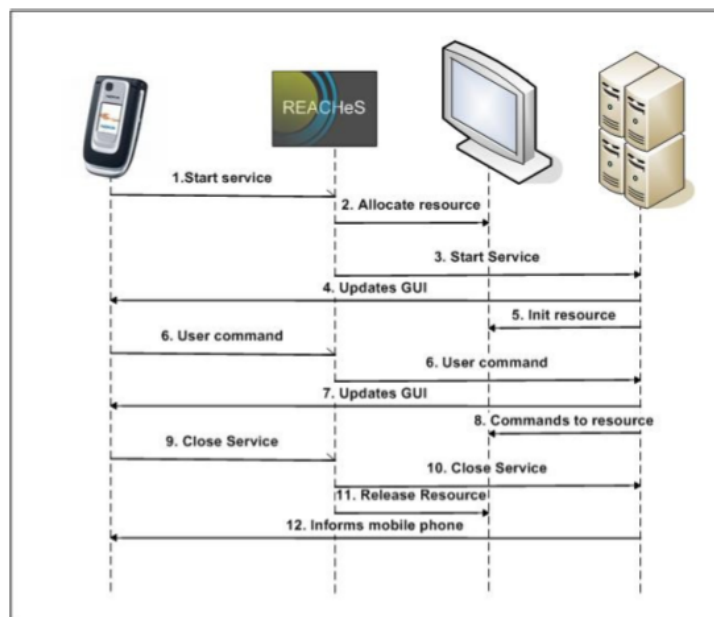 REACHeS
1.Start service
2. Allocate resource
3. Start Service
4. Updates GUI
5. Init resource
6. User command
6. User command
7. Updates GUI
8. Commands to resource
9. Close Service
10. Close Service
11. Release Resource
12. Informs mobile phone